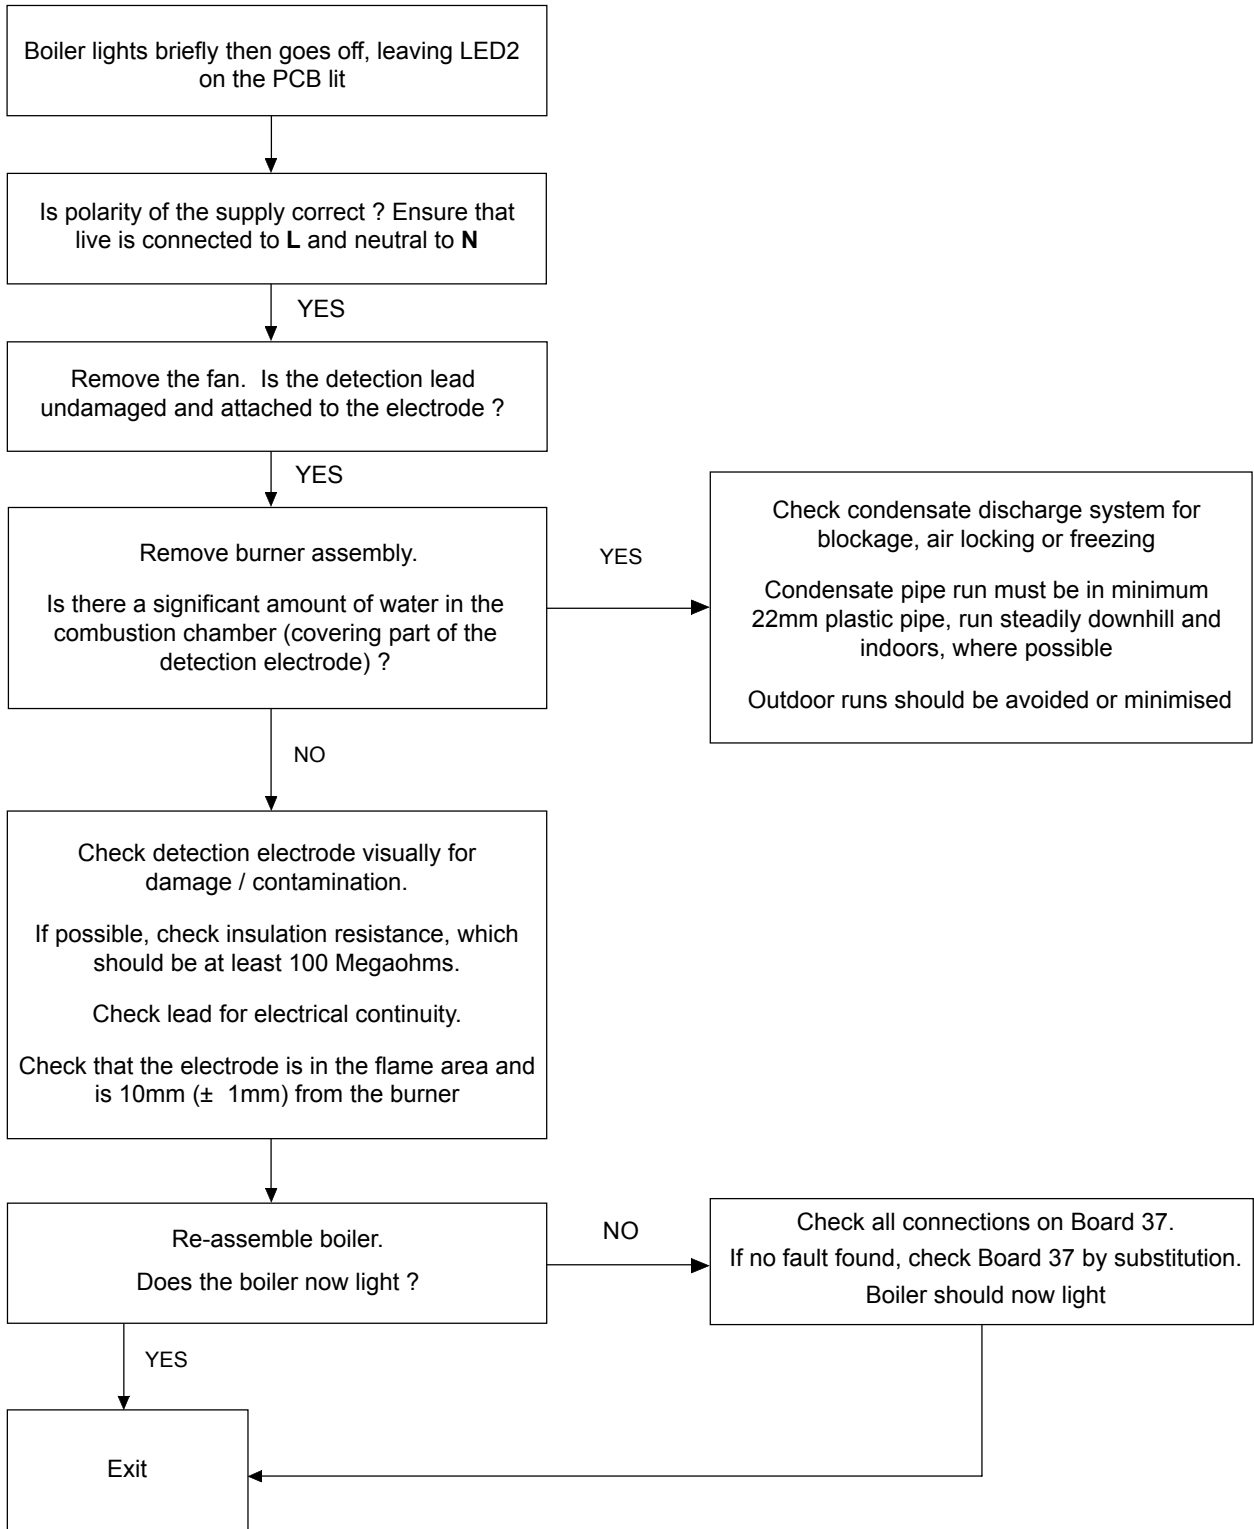 Boiler lights briefly then goes off, leaving LED2
on the PCB lit
Is polarity of the supply correct ? Ensure that
live is connected to L and neutral to N
YES
Remove the fan.  Is the detection lead
undamaged and attached to the electrode ?
YES
Remove burner assembly.
Is there a significant amount of water in the
combustion chamber (covering part of the
detection electrode) ?
YES
Check condensate discharge system for
blockage, air locking or freezing
Condensate pipe run must be in minimum
22mm plastic pipe, run steadily downhill and
indoors, where possible
Outdoor runs should be avoided or minimised
NO
Check detection electrode visually for
damage / contamination.
If possible, check insulation resistance, which
should be at least 100 Megaohms.
Check lead for electrical continuity.
Check that the electrode is in the flame area and
is 10mm (±  1mm) from the burner
Re-assemble boiler.
Does the boiler now light ?
NO
Check all connections on Board 37.
If no fault found, check Board 37 by substitution.
Boiler should now light
YES
Exit